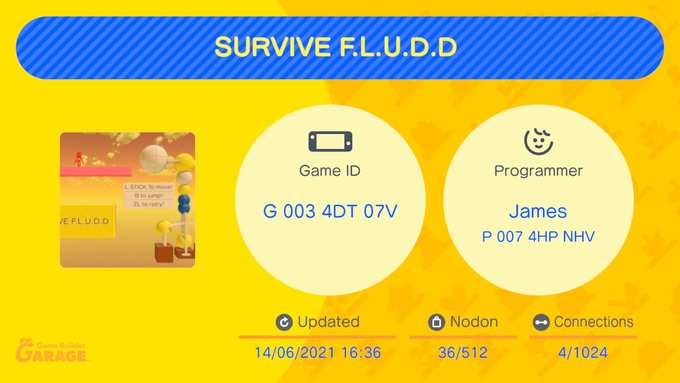 SURVIVE F.L.U.D.D
L STICK To move!
B to jump!
ZL to retry!
VE F.L.U.D.D
Game ID
G 003 4DT 07V
Programmer
James
P 007 4HP NHV
Updated
14/06/2021 16:36
Nodon
36/512
Connections
4/1024
Game Builder
GARAGE